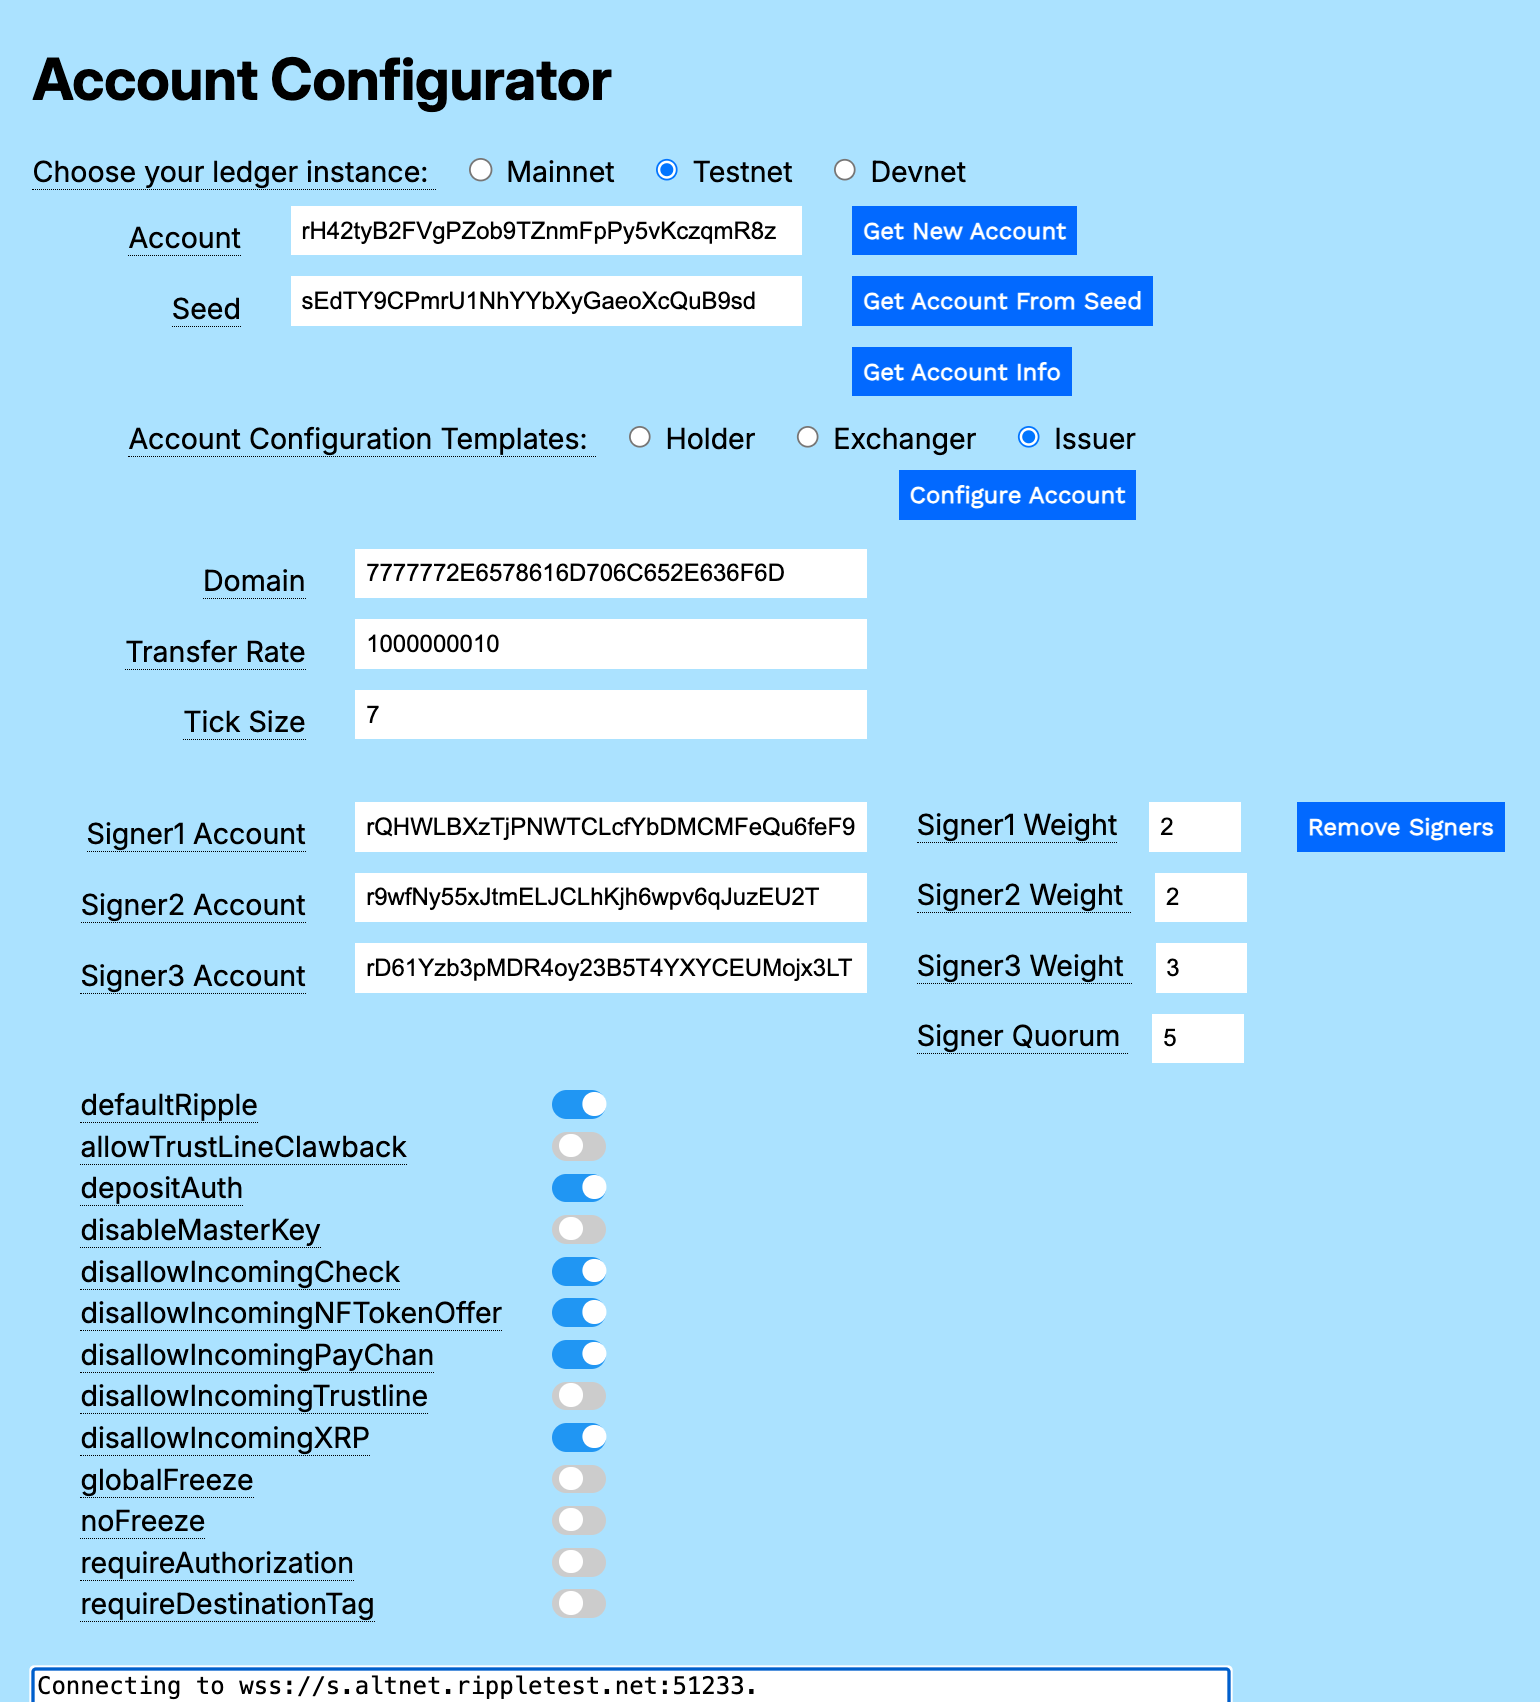 Account Configurator
Choose your ledger instance: Mainnet Testnet Devnet
Account rH42tyB2FVgPZob9TZnmFpPy5vKczqmR8z Get New Account
Seed sEdTY9CPmrU1NhYYbXyGaeoXcQuB9sd Get Account From Seed
Get Account Info
Account Configuration Templates: Holder Exchanger Issuer
Configure Account
Domain 7777772E6578616D706C652E636F6D
Transfer Rate 1000000010
Tick Size 7
Signer1 Account rQHWLBXzTjPNWTCLcfYbDMCMFeQu6feF9 Signer1 Weight 2 Remove Signers
Signer2 Account r9wfNy55xJtmELJCLhKjh6wpv6qJuzEU2T Signer2 Weight 2
Signer3 Account rD61Yzb3pMDR4oy23B5T4YXYCEUMojx3LT Signer3 Weight 3
Signer Quorum 5
defaultRipple
allowTrustLineClawback
depositAuth
disableMasterKey
disallowIncomingCheck
disallowIncomingNFTokenOffer
disallowIncomingPayChan
disallowIncomingTrustline
disallowIncomingXRP
globalFreeze
noFreeze
requireAuthorization
requireDestinationTag
Connecting to wss://s.altnet.rippletest.net:51233.